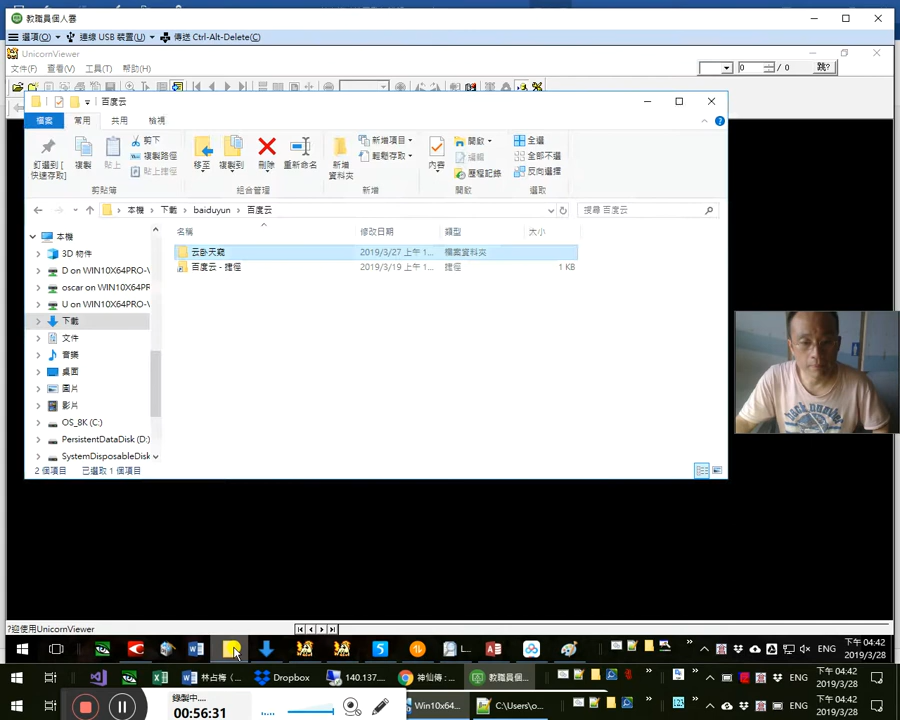 教職員個人雲
選項(O) 連線 USB 裝置(U) 傳送 Ctrl-Alt-Delete(C)
UnicornViewer
文件(F) 查看(V) 工具(T) 帮助(H)
0 / 0 跳?
百度云
檔案 常用 共用 檢視
釘選到 [快速存取]
複製
貼上
剪下
複製路徑
貼上捷徑
移至
複製到
刪除
重新命名
新增
資料夾
新增項目
輕鬆存取
內容
開啟
編輯
歷程記錄
全選
全部不選
反向選擇
剪貼簿 組合管理 新增 開啟 選取
本機 下載 baiduyun 百度云
搜尋 百度云
名稱 修改日期 類型 大小
云卧天窺 2019/3/27 上午 1... 檔案資料夾
百度云 - 捷徑 2019/3/19 上午 1... 捷徑 1 KB
本機
3D 物件
D on WIN10X64PRO-V
oscar on WIN10X64PR
U on WIN10X64PRO-V
下載
文件
音樂
桌面
圖片
影片
OS_8K (C:)
PersistentDataDisk (D:)
SystemDisposableDisk
2 個項目 已選取 1 個項目
back number
?迎使用UnicornViewer
L...
ENG
下午 04:42
2019/3/28
林占梅 (...
Dropbox
140.137....
神仙傳 :...
教職員個...
ENG
下午 04:42
2019/3/28
錄製中....
00:56:31
Win10x64...
C:\Users\o...
ENG
下午 04:42
2019/3/28